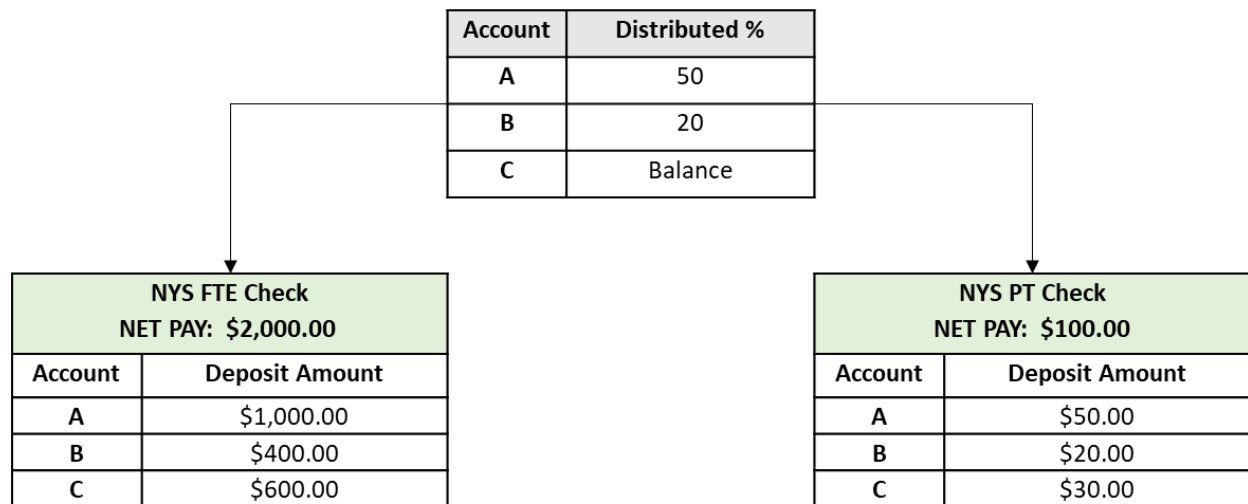 Account Distributed %
A 50
B 20
C Balance
NYS FTE Check
NET PAY: $2,000.00
Account Deposit Amount
A $1,000.00
B $400.00
C $600.00
NYS PT Check
NET PAY: $100.00
Account Deposit Amount
A $50.00
B $20.00
C $30.00